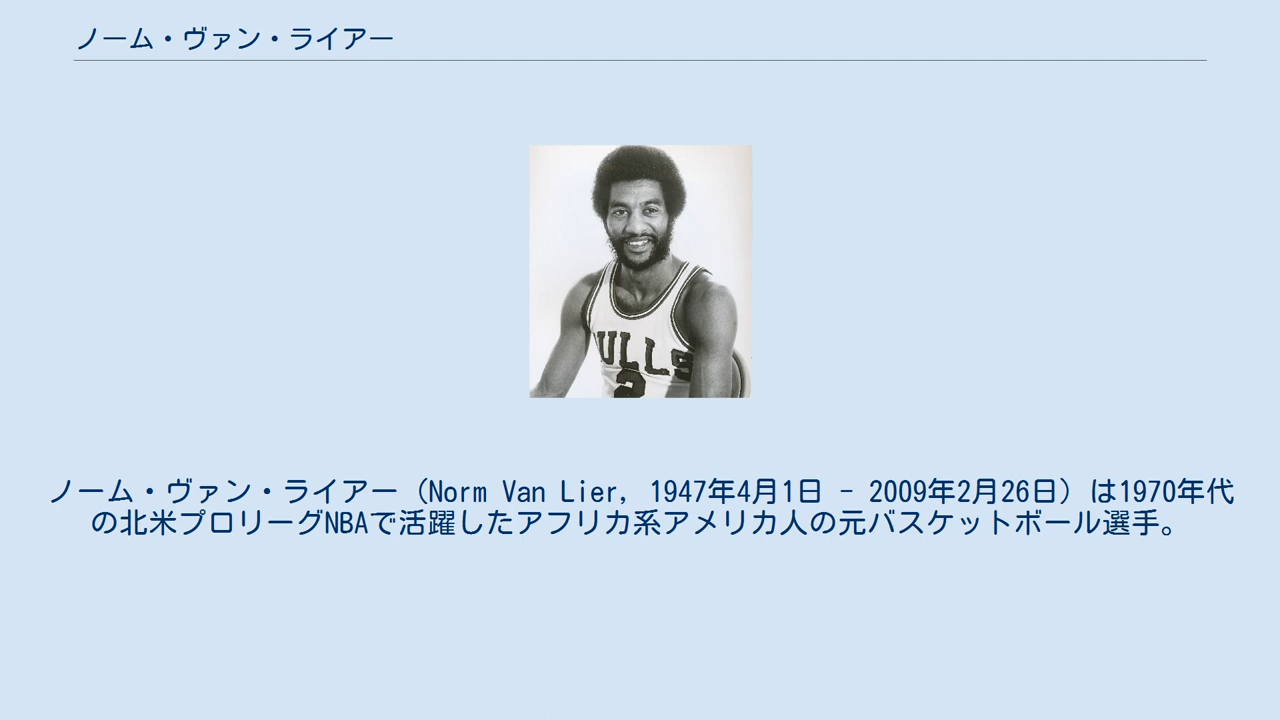 ノーム・ヴァン・ライアー
ULLS
2
ノーム・ヴァン・ライアー（Norm Van Lier, 1947年4月1日 - 2009年2月26日）は1970年代
の北米プロリーグNBAで活躍したアフリカ系アメリカ人の元バスケットボール選手。